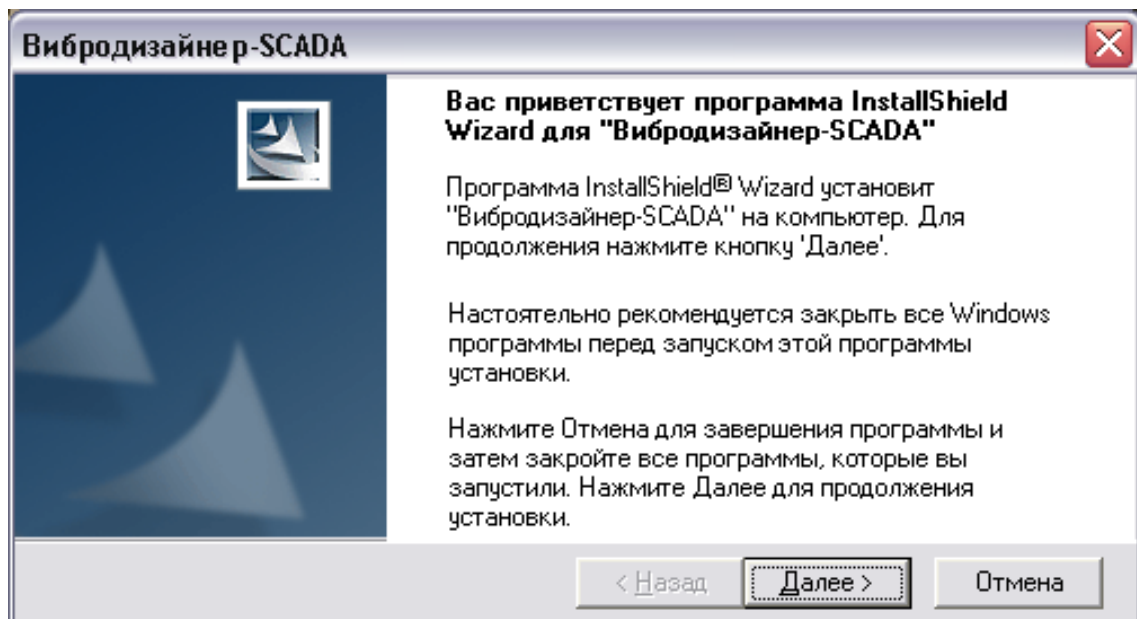 Вибродизайнер-SCADA
Вас приветствует программа InstallShield
Wizard для "Вибродизайнер-SCADA"
Программа InstallShield® Wizard установит
"Вибродизайнер-SCADA" на компьютер. Для
продолжения нажмите кнопку 'Далее'.
Настоятельно рекомендуется закрыть все Windows
программы перед запуском этой программы
установки.
Нажмите Отмена для завершения программы и
затем закройте все программы, которые вы
запустили. Нажмите Далее для продолжения
установки.
< Назад
Далее >
Отмена